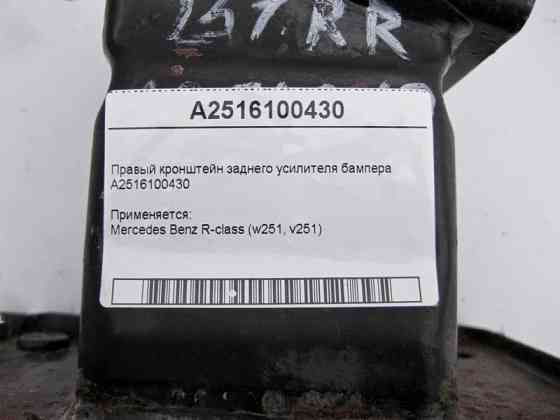 251RR
A2516100430
Правый кронштейн заднего усилителя бампера
A2516100430
Применяется:
Mercedes Benz R-class (w251, v251)